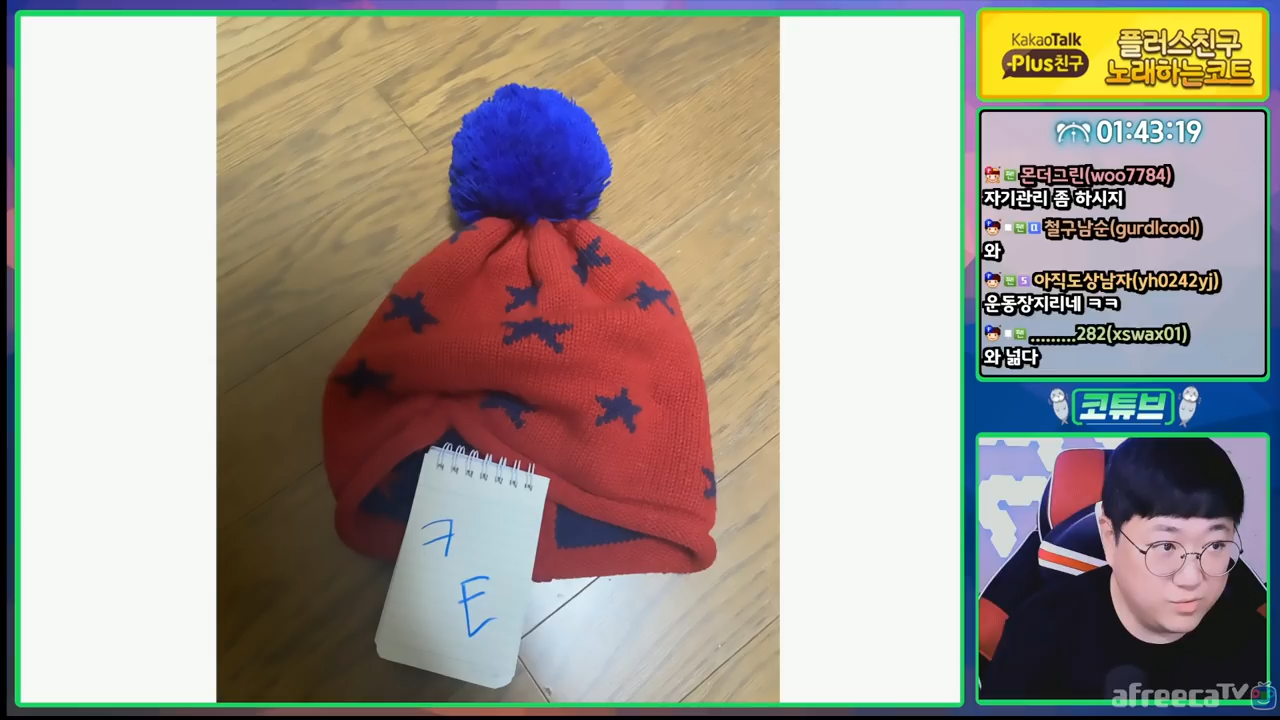 ㅋ
E
KakaoTalk
Plus친구
플러스친구
노래하는코트
01:43:19
몬더그린(woo7784)
자기관리 좀 하시지
철구남순(gurdlcool)
와
아직도상남자(yh0242yj)
운동장지리네 ㅋㅋ
.........282(xswax01)
와 넓다
코튜브
afreecaTV